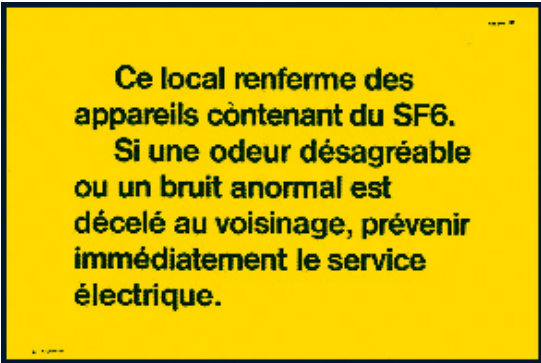 Ce local renferme des
appareils contenant du SF6.
Si une odeur désagréable
ou un bruit anormal est
décelé au voisinage, prévenir
immédiatement le service
électrique.